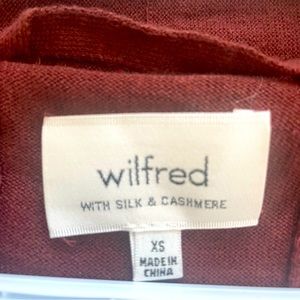 wilfred
WITH SILK & CASHMERE
XS
MADE IN
CHINA